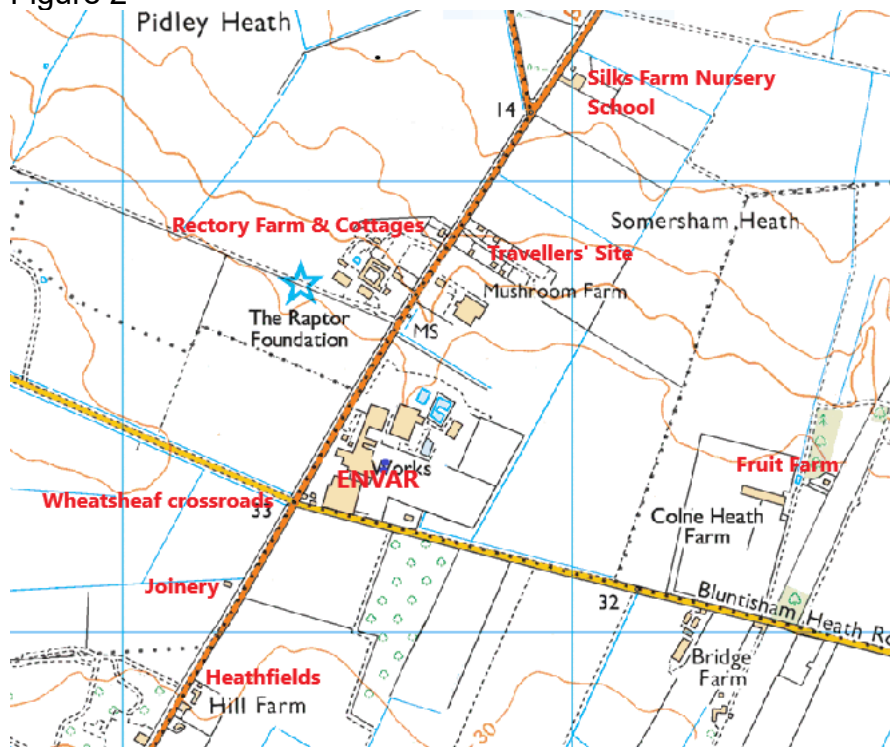 Figure 2
Pidley Heath
Silks Farm Nursery
School
14
Somersham Heath
Rectory Farm & Cottages
Travellers' Site
Mushroom Farm
The Raptor
Foundation
MS
Works
ENVAR
Fruit Farm
Wheatsheaf crossroads
33
Colne Heath
Farm
Joinery
32
Bluntisham Heath
Heathfields
Hill Farm
Bridge
Farm
30